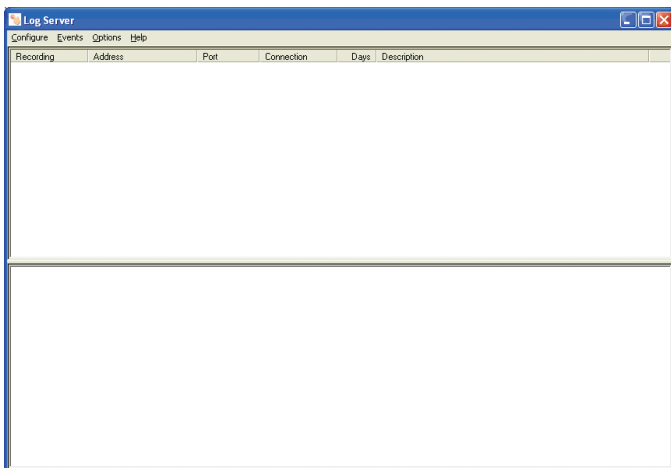 Log Server
Configure Events Options Help
Recording Address Port Connection Days Description